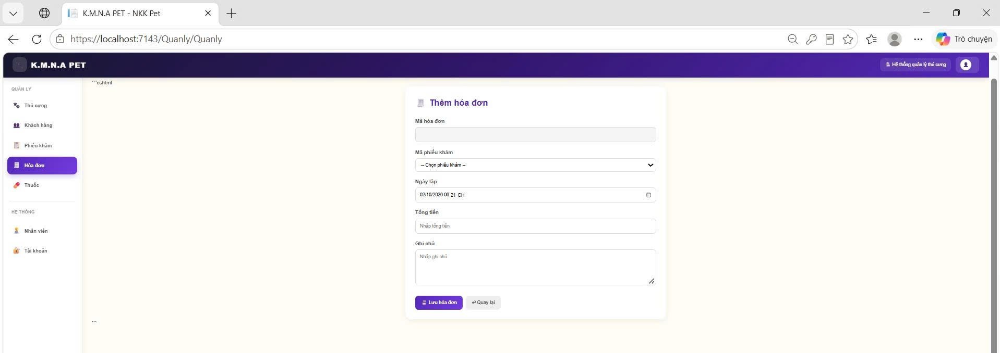 K.M.N.A PET - NKK Pet
https://localhost:7143/Quanly/Quanly
Trò chuyện
K.M.N.A PET
Hệ thống quản lý thú cưng
QUẢN LÝ
Thú cưng
Khách hàng
Phiếu khám
Hóa đơn
Thuốc
HỆ THỐNG
Nhân viên
Tài khoản
```cshtml
Thêm hóa đơn
Mã hóa đơn
Mã phiếu khám
-- Chọn phiếu khám --
Ngày lập
02/10/2026 06:21 CH
Tổng tiền
Nhập tổng tiền
Ghi chú
Nhập ghi chú
Lưu hóa đơn
↩ Quay lại
```